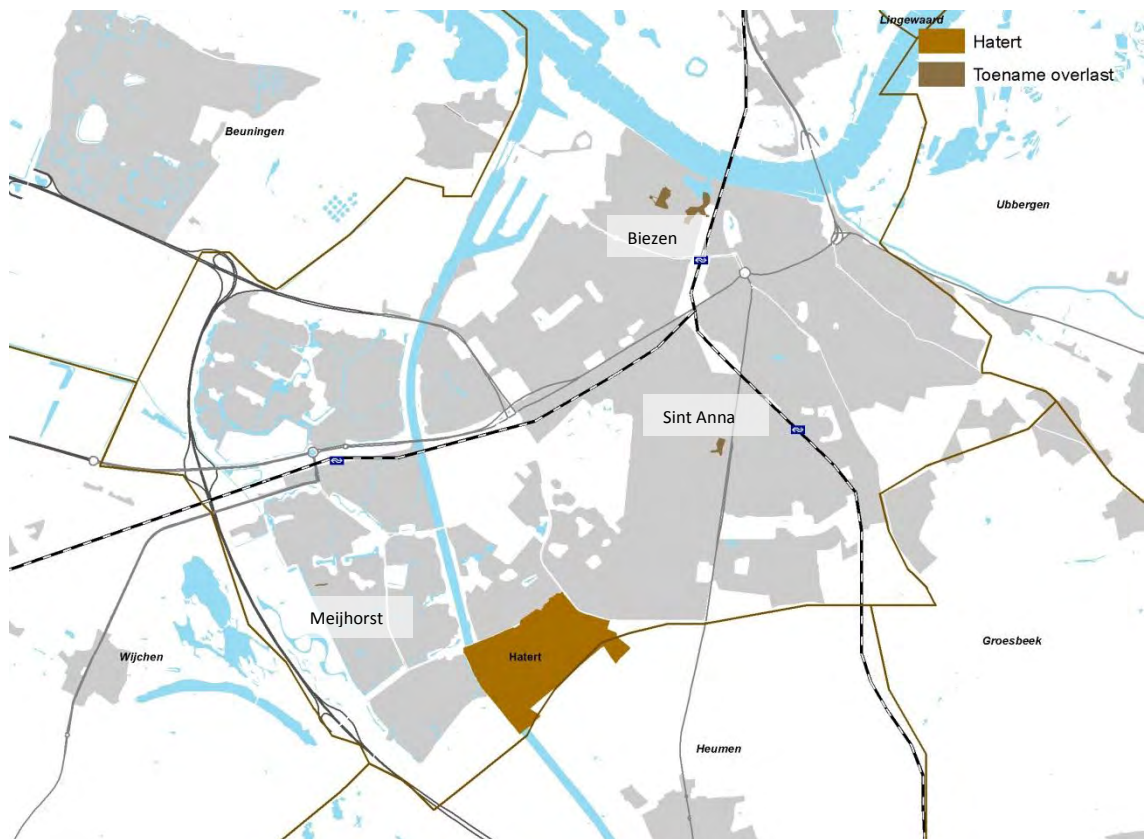 Lingewaard
Hatert
Toename overlast
Beuningen
Ubbergen
Biezen
Sint Anna
Meijhorst
Wijchen
Hatert
Groesbeek
Heumen